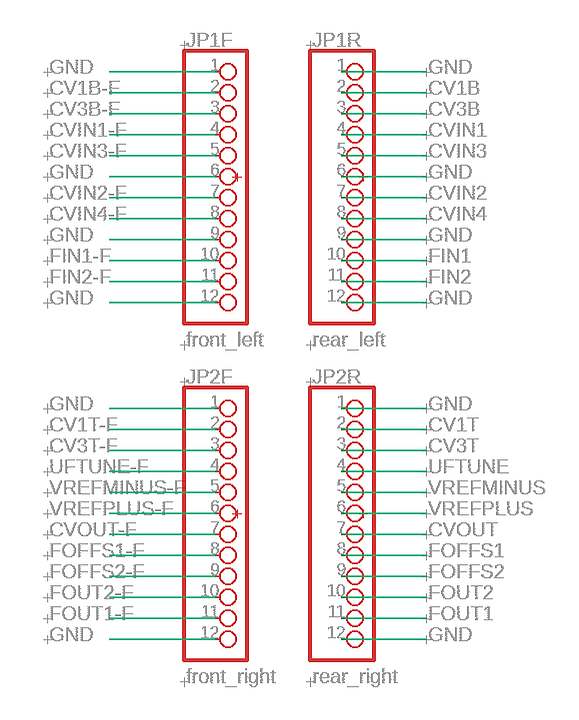 JP1F JP1R
GND 1 1 GND
CV1B-F 2 2 CV1B
CV3B-F 3 3 CV3B
CVIN1-F 4 4 CVIN1
CVIN3-F 5 5 CVIN3
GND 6 6 GND
CVIN2-F 7 7 CVIN2
CVIN4-F 8 8 CVIN4
GND 9 9 GND
FIN1-F 10 10 FIN1
FIN2-F 11 11 FIN2
GND 12 12 GND
front_left rear_left
JP2F JP2R
GND 1 1 GND
CV1T-F 2 2 CV1T
CV3T-F 3 3 CV3T
UFTUNE-F 4 4 UFTUNE
VREFMINUS-F 5 5 VREFMINUS
VREFPLUS-F 6 6 VREFPLUS
CVOUT-F 7 7 CVOUT
FOFFS1-F 8 8 FOFFS1
FOFFS2-F 9 9 FOFFS2
FOUT2-F 10 10 FOUT2
FOUT1-F 11 11 FOUT1
GND 12 12 GND
front_right rear_right